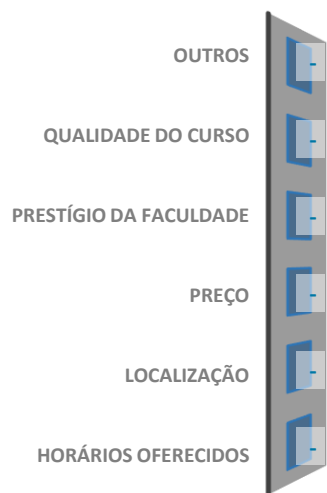 OUTROS
QUALIDADE DO CURSO
PRESTÍGIO DA FACULDADE
PREÇO
LOCALIZAÇÃO
HORÁRIOS OFERECIDOS